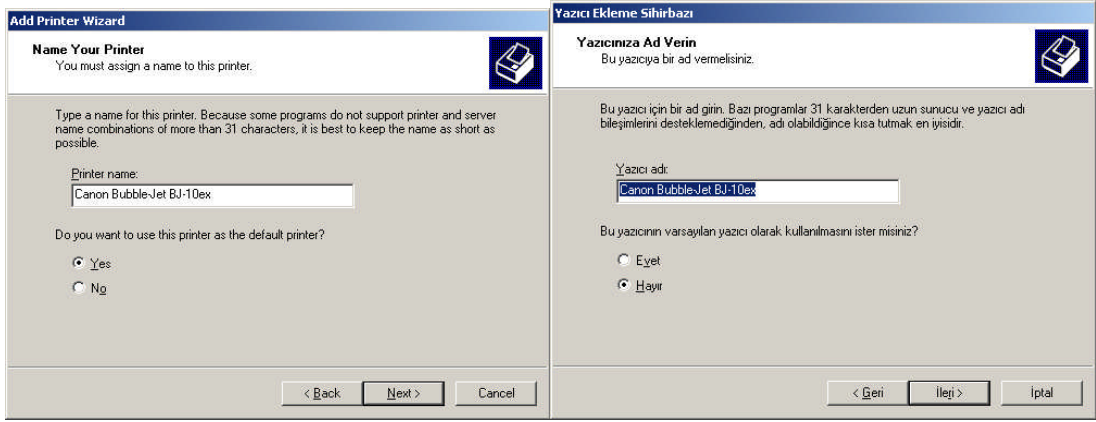 Add Printer Wizard
Name Your Printer
You must assign a name to this printer.
Type a name for this printer. Because some programs do not support printer and server
name combinations of more than 31 characters, it is best to keep the name as short as
possible.
Printer name:
Canon Bubble-Jet BJ-10ex
Do you want to use this printer as the default printer?
Yes
No
< Back
Next >
Cancel
Yazıcı Ekleme Sihirbazı
Yazıcınıza Ad Verin
Bu yazıcıya bir ad vermelisiniz.
Bu yazıcı için bir ad girin. Bazı programlar 31 karakterden uzun sunucu ve yazıcı adı
bileşimlerini desteklemediğinden, adı olabildiğince kısa tutmak en iyisidir.
Yazıcı adı:
Canon Bubble-Jet BJ-10ex
Bu yazıcının varsayılan yazıcı olarak kullanılmasını ister misiniz?
Evet
Hayır
< Geri
İleri >
İptal